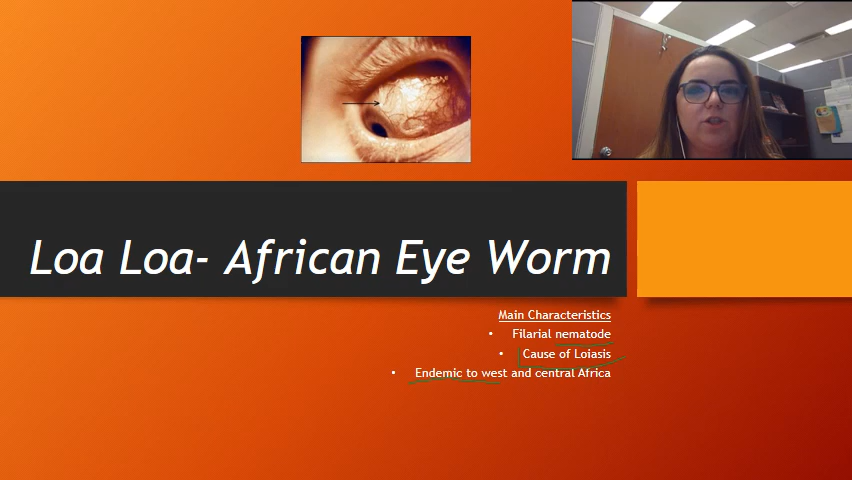 Loa Loa- African Eye Worm
Main Characteristics
• Filarial nematode
• Cause of Loiasis
• Endemic to west and central Africa